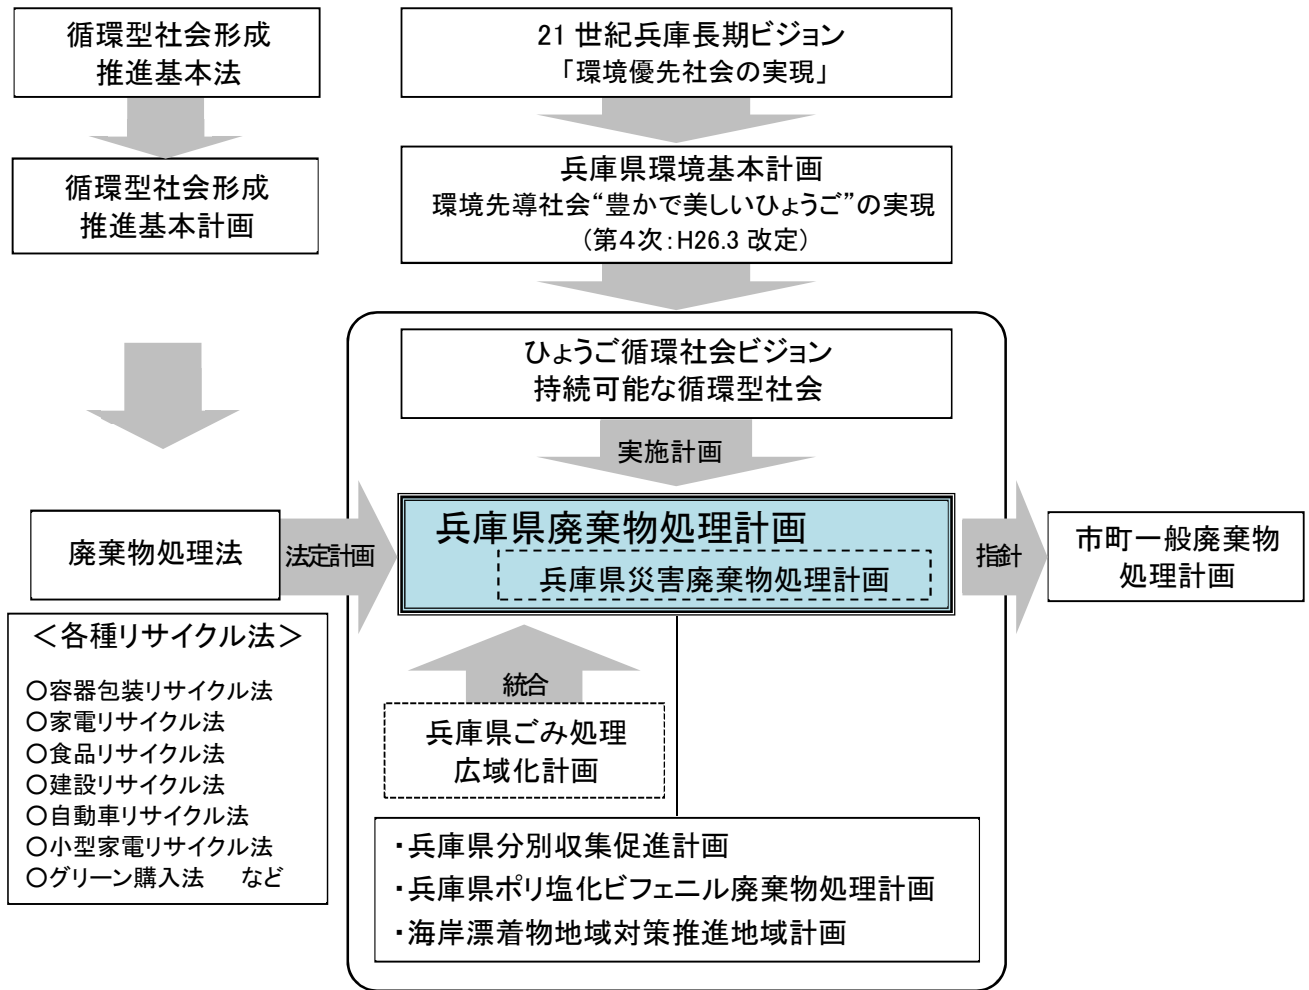 循環型社会形成
推進基本法
循環型社会形成
推進基本計画
21 世紀兵庫長期ビジョン
「環境優先社会の実現」
兵庫県環境基本計画
環境先導社会“豊かで美しいひょうご”の実現
（第４次：H26.3 改定）
ひょうご循環社会ビジョン
持続可能な循環型社会
実施計画
廃棄物処理法
法定計画
兵庫県廃棄物処理計画
兵庫県災害廃棄物処理計画
指針
市町一般廃棄物
処理計画
＜各種リサイクル法＞
○容器包装リサイクル法
○家電リサイクル法
○食品リサイクル法
○建設リサイクル法
○自動車リサイクル法
○小型家電リサイクル法
○グリーン購入法　など
統合
兵庫県ごみ処理
広域化計画
・兵庫県分別収集促進計画
・兵庫県ポリ塩化ビフェニル廃棄物処理計画
・海岸漂着物地域対策推進地域計画